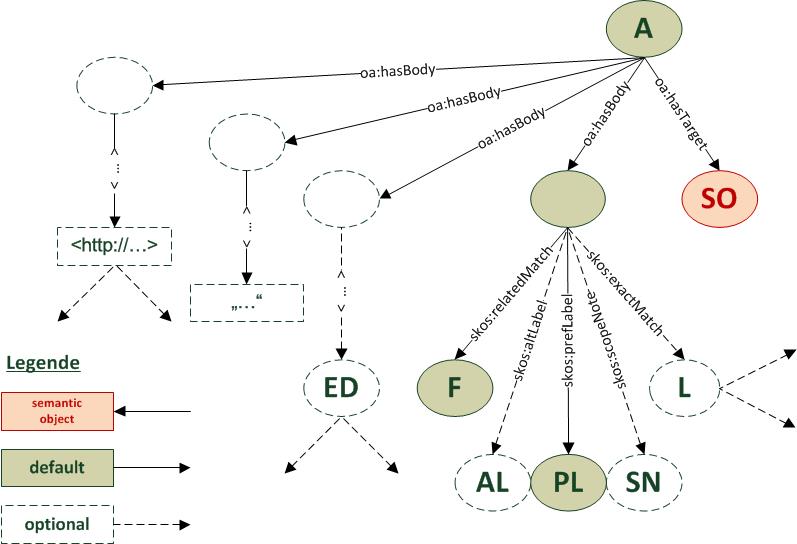 A
oa:hasBody
oa:hasBody
oa:hasBody
oa:hasBody
oa:hasTarget
SO
<...>
<...>
<http://…>
<...>
„…“
skos:relatedMatch
skos:altLabel
skos:prefLabel
skos:scopeNote
skos:exactMatch
Legende
ED
F
L
semantic
object
default
AL
PL
SN
optional